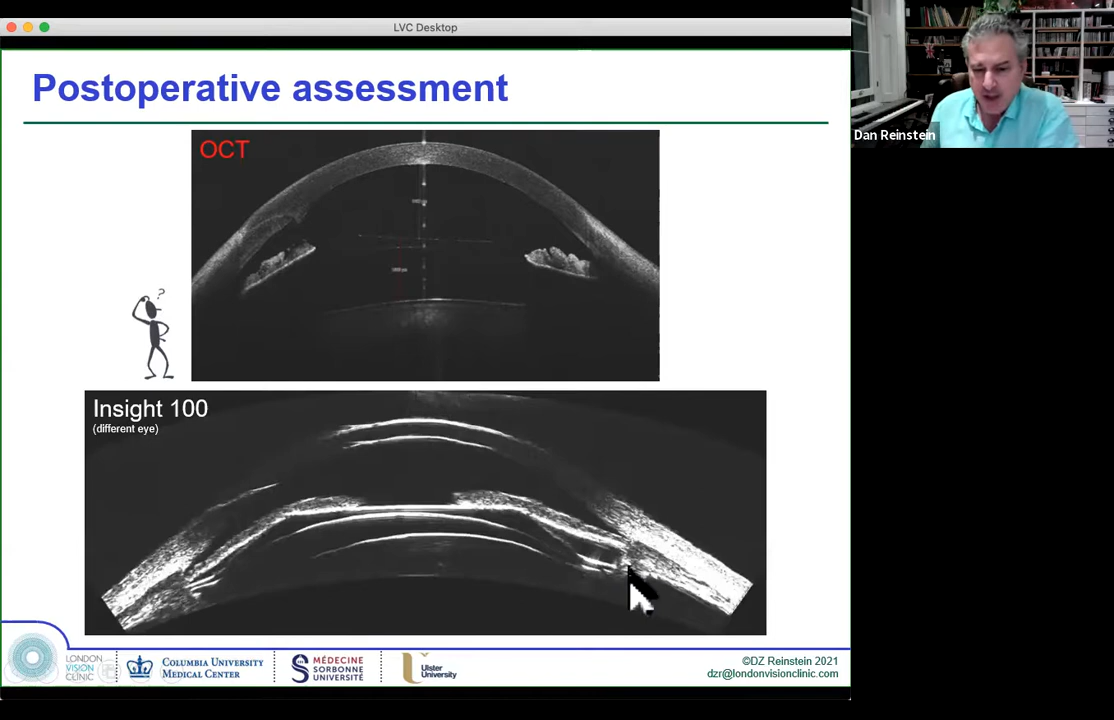 LVC Desktop
Postoperative assessment
OCT
?
Insight 100
(different eye)
Dan Reinstein
LONDON
VISION
CLINIC
COLUMBIA UNIVERSITY
MEDICAL CENTER
MÉDECINE
SORBONNE
UNIVERSITÉ
Ulster
University
©DZ Reinstein 2021
dzr@londonvisionclinic.com